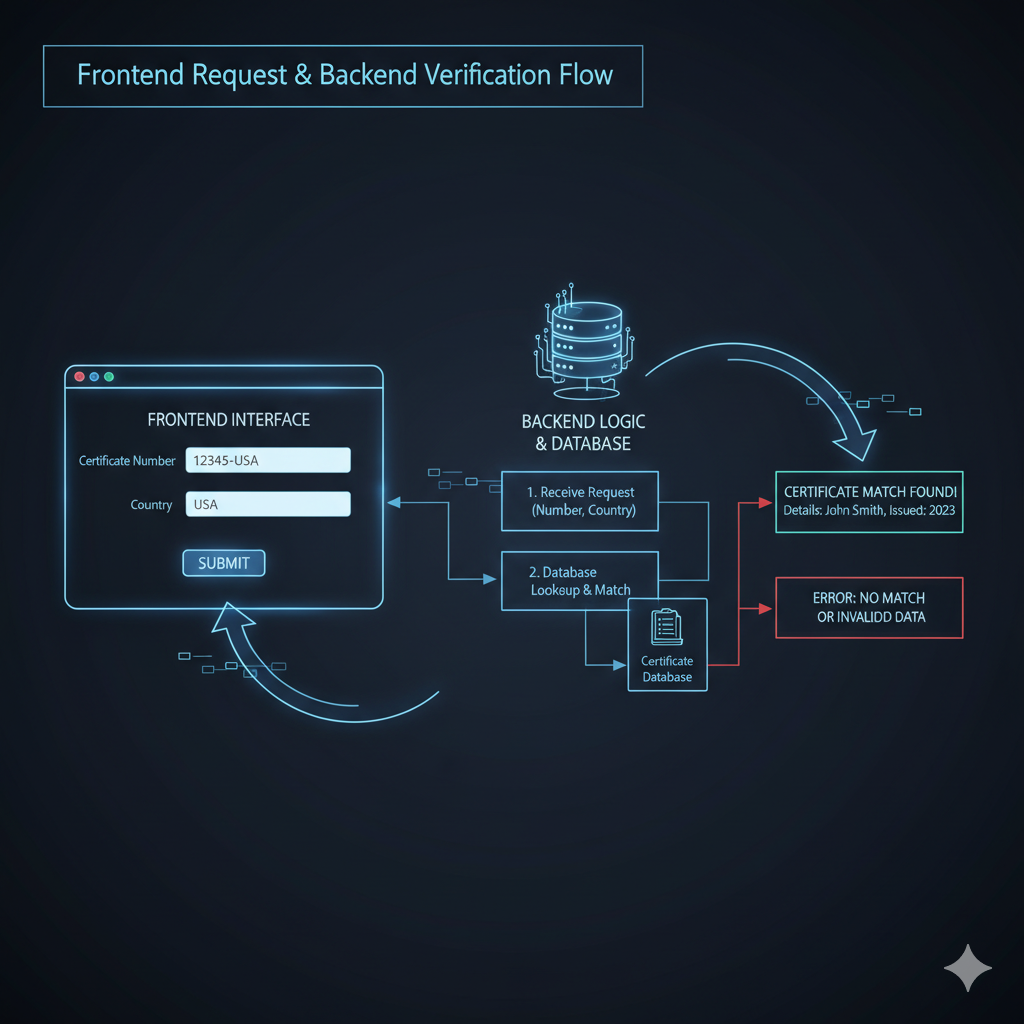 Frontend Request & Backend Verification Flow
FRONTEND INTERFACE
Certificate Number
12345-USA
Country
USA
SUBMIT
BACKEND LOGIC
& DATABASE
1. Receive Request
(Number, Country)
2. Database
Lookup & Match
Certificate
Database
CERTIFICATE MATCH FOUND!
Details: John Smith, Issued: 2023
ERROR: NO MATCH
OR INVALIDD DATA